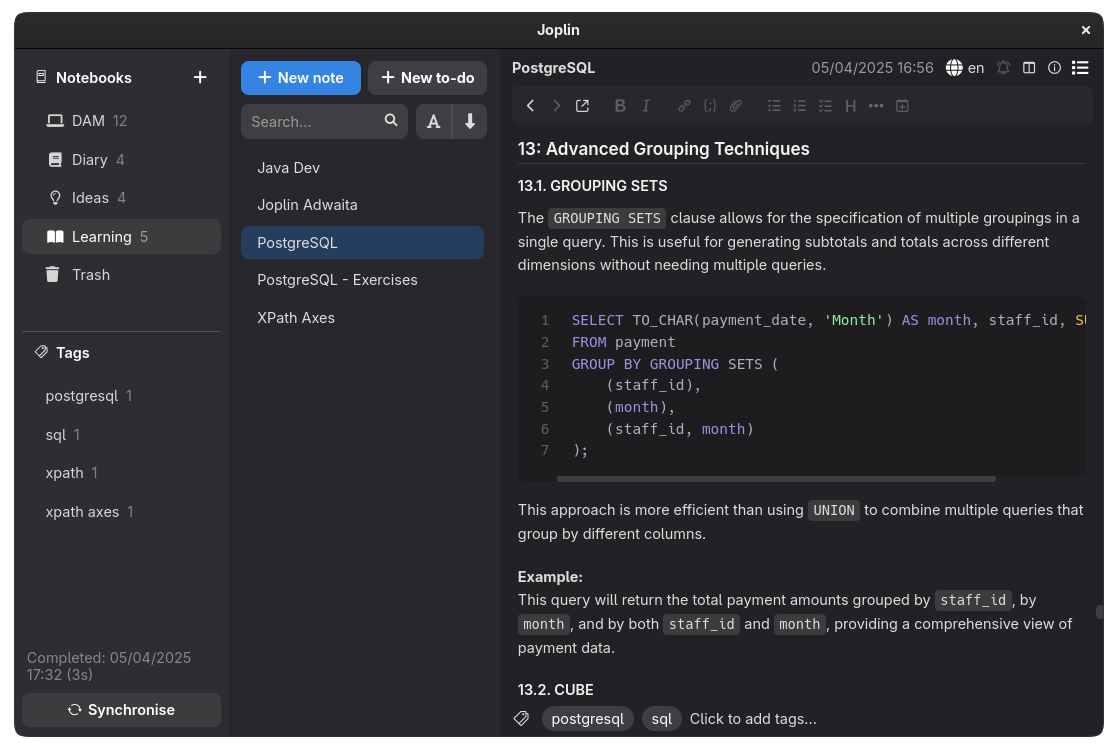 Joplin
Notebooks
DAM 12
Diary 4
Ideas 4
Learning 5
Trash
Tags
postgresql 1
sql 1
xpath 1
xpath axes 1
Completed: 05/04/2025
17:32 (3s)
Synchronise
New note
New to-do
Search...
A
Java Dev
Joplin Adwaita
PostgreSQL
PostgreSQL - Exercises
XPath Axes
PostgreSQL
05/04/2025 16:56
en
B I H
13: Advanced Grouping Techniques
13.1. GROUPING SETS
The GROUPING SETS clause allows for the specification of multiple groupings in a
single query. This is useful for generating subtotals and totals across different
dimensions without needing multiple queries.
1 SELECT TO_CHAR(payment_date, 'Month') AS month, staff_id,
2 FROM payment
3 GROUP BY GROUPING SETS (
4 (staff_id),
5 (month),
6 (staff_id, month)
7 );
This approach is more efficient than using UNION to combine multiple queries that
group by different columns.
Example:
This query will return the total payment amounts grouped by staff_id, by
month, and by both staff_id and month, providing a comprehensive view of
payment data.
13.2. CUBE
postgresql sql Click to add tags...